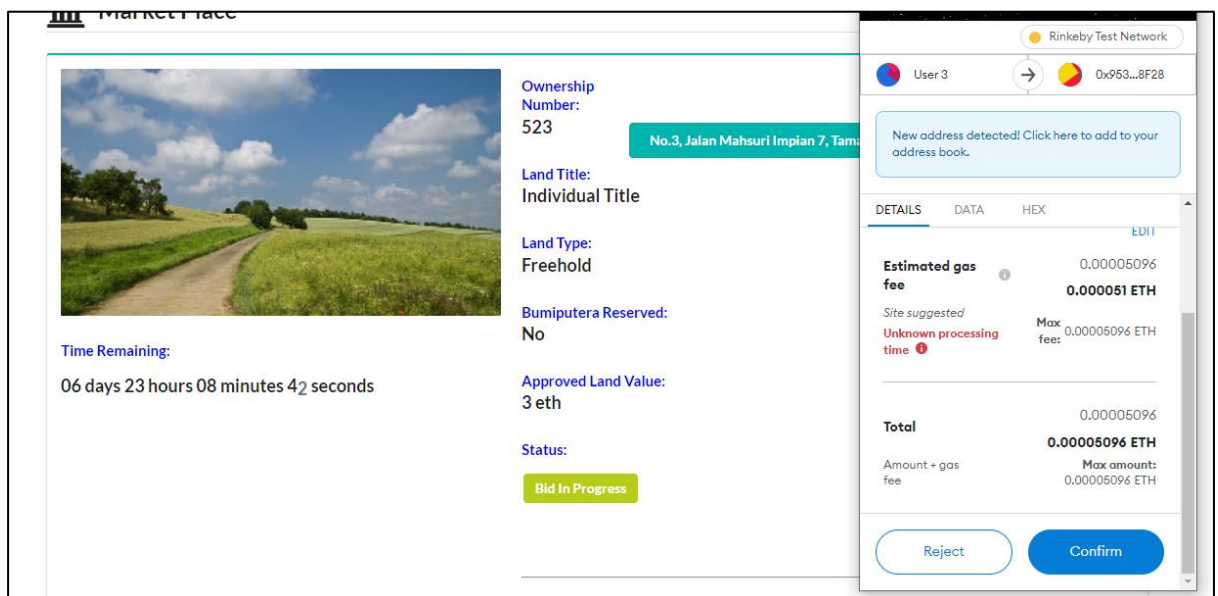 Market Place
Ownership
Number:
523
No.3, Jalan Mahsuri Impian 7,
Land Title:
Individual Title
Land Type:
Freehold
Bumiputera Reserved:
No
Approved Land Value:
3 eth
Status:
Bid In Progress
Time Remaining:
06 days 23 hours 08 minutes 42 seconds
Rinkeby Test Network
User 3
0x953...8F28
New address detected! Click here to add to your
address book.
DETAILS DATA HEX
EDIT
Estimated gas
fee
0.00005096
0.000051 ETH
Site suggested
Unknown processing
time
Max
fee: 0.00005096 ETH
Total
0.00005096
0.00005096 ETH
Amount + gas
fee
Max amount:
0.00005096 ETH
Reject
Confirm